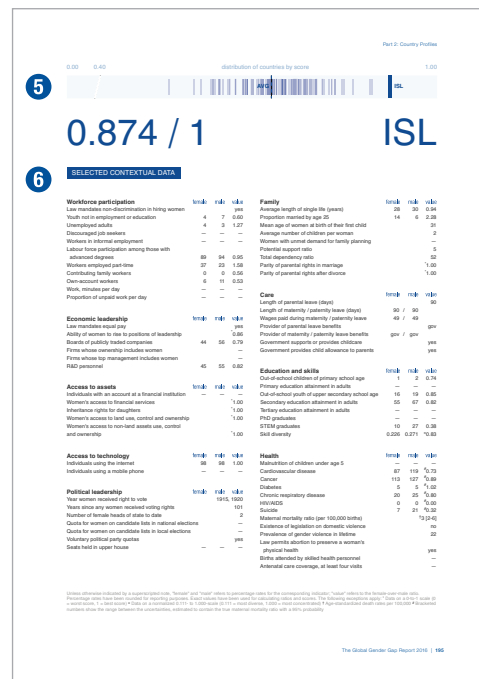 Part 2: Country Profiles
0.00 0.40 distribution of countries by score 1.00
5
AVG ISL
0.874 / 1 ISL
6
SELECTED CONTEXTUAL DATA
Workforce participation female male value
Law mandates non-discrimination in hiring women yes
Youth not in employment or education 4 7 0.60
Unemployed adults 4 3 1.27
Discouraged job seekers — — —
Workers in informal employment — — —
Labour force participation among those with
advanced degrees 89 94 0.95
Workers employed part-time 37 23 1.58
Contributing family workers 0 0 0.56
Own-account workers 6 11 0.53
Work, minutes per day — — —
Proportion of unpaid work per day — — —
Economic leadership female male value
Law mandates equal pay yes
Ability of women to rise to positions of leadership 0.86
Boards of publicly traded companies 44 56 0.79
Firms whose ownership includes women —
Firms whose top management includes women —
R&D personnel 45 55 0.82
Access to assets female male value
Individuals with an account at a financial institution — — —
Women's access to financial services 1.00
Inheritance rights for daughters 1.00
Women's access to land use, control and ownership 1.00
Women's access to non-land assets use, control
and ownership 1.00
Access to technology female male value
Individuals using the internet 98 98 1.00
Individuals using a mobile phone — — —
Political leadership female male value
Year women received right to vote 1915, 1920
Years since any women received voting rights 101
Number of female heads of state to date 2
Quota for women on candidate lists in national elections —
Quota for women on candidate lists in local elections —
Voluntary political party quotas yes
Seats held in upper house — — —
Family female male value
Average length of single life (years) 28 30 0.94
Proportion married by age 25 14 6 2.28
Mean age of women at birth of their first child 31
Average number of children per woman 2
Women with unmet demand for family planning —
Potential support ratio 5
Total dependency ratio 52
Parity of parental rights in marriage 1.00
Parity of parental rights after divorce 1.00
Care female male value
Length of parental leave (days) 90
Length of maternity / paternity leave (days) 90 / 90
Wages paid during maternity / paternity leave 49 /
Provider of parental leave benefits gov
Provider of maternity / paternity leave benefits gov / gov
Government supports or provides childcare yes
Government provides child allowance to parents yes
Education and skills female male value
Out-of-school children of primary school age 1 2 0.74
Primary education attainment in adults — — —
Out-of-school youth of upper secondary school age 16 19 0.85
Secondary education attainment in adults 55 67 0.82
Tertiary education attainment in adults — — —
PhD graduates — — —
STEM graduates 10 27 0.38
Skill diversity 0.226 0.271 0.83
Health female male value
Malnutrition of children under age 5 — — —
Cardiovascular disease 87 119 0.73
Cancer 113 127 0.89
Diabetes 5 5 1.02
Chronic respiratory disease 20 25 0.80
HIV/AIDS 0 0 0.00
Suicide 7 21 0.32
Maternal mortality ratio (per 100,000 births) 3 [2-6]
Existence of legislation on domestic violence no
Prevalence of gender violence in lifetime 22
Law permits abortion to preserve a woman's
physical health yes
Births attended by skilled health personnel —
Antenatal care coverage, at least four visits —
The Global Gender Gap Report 2016 | 195